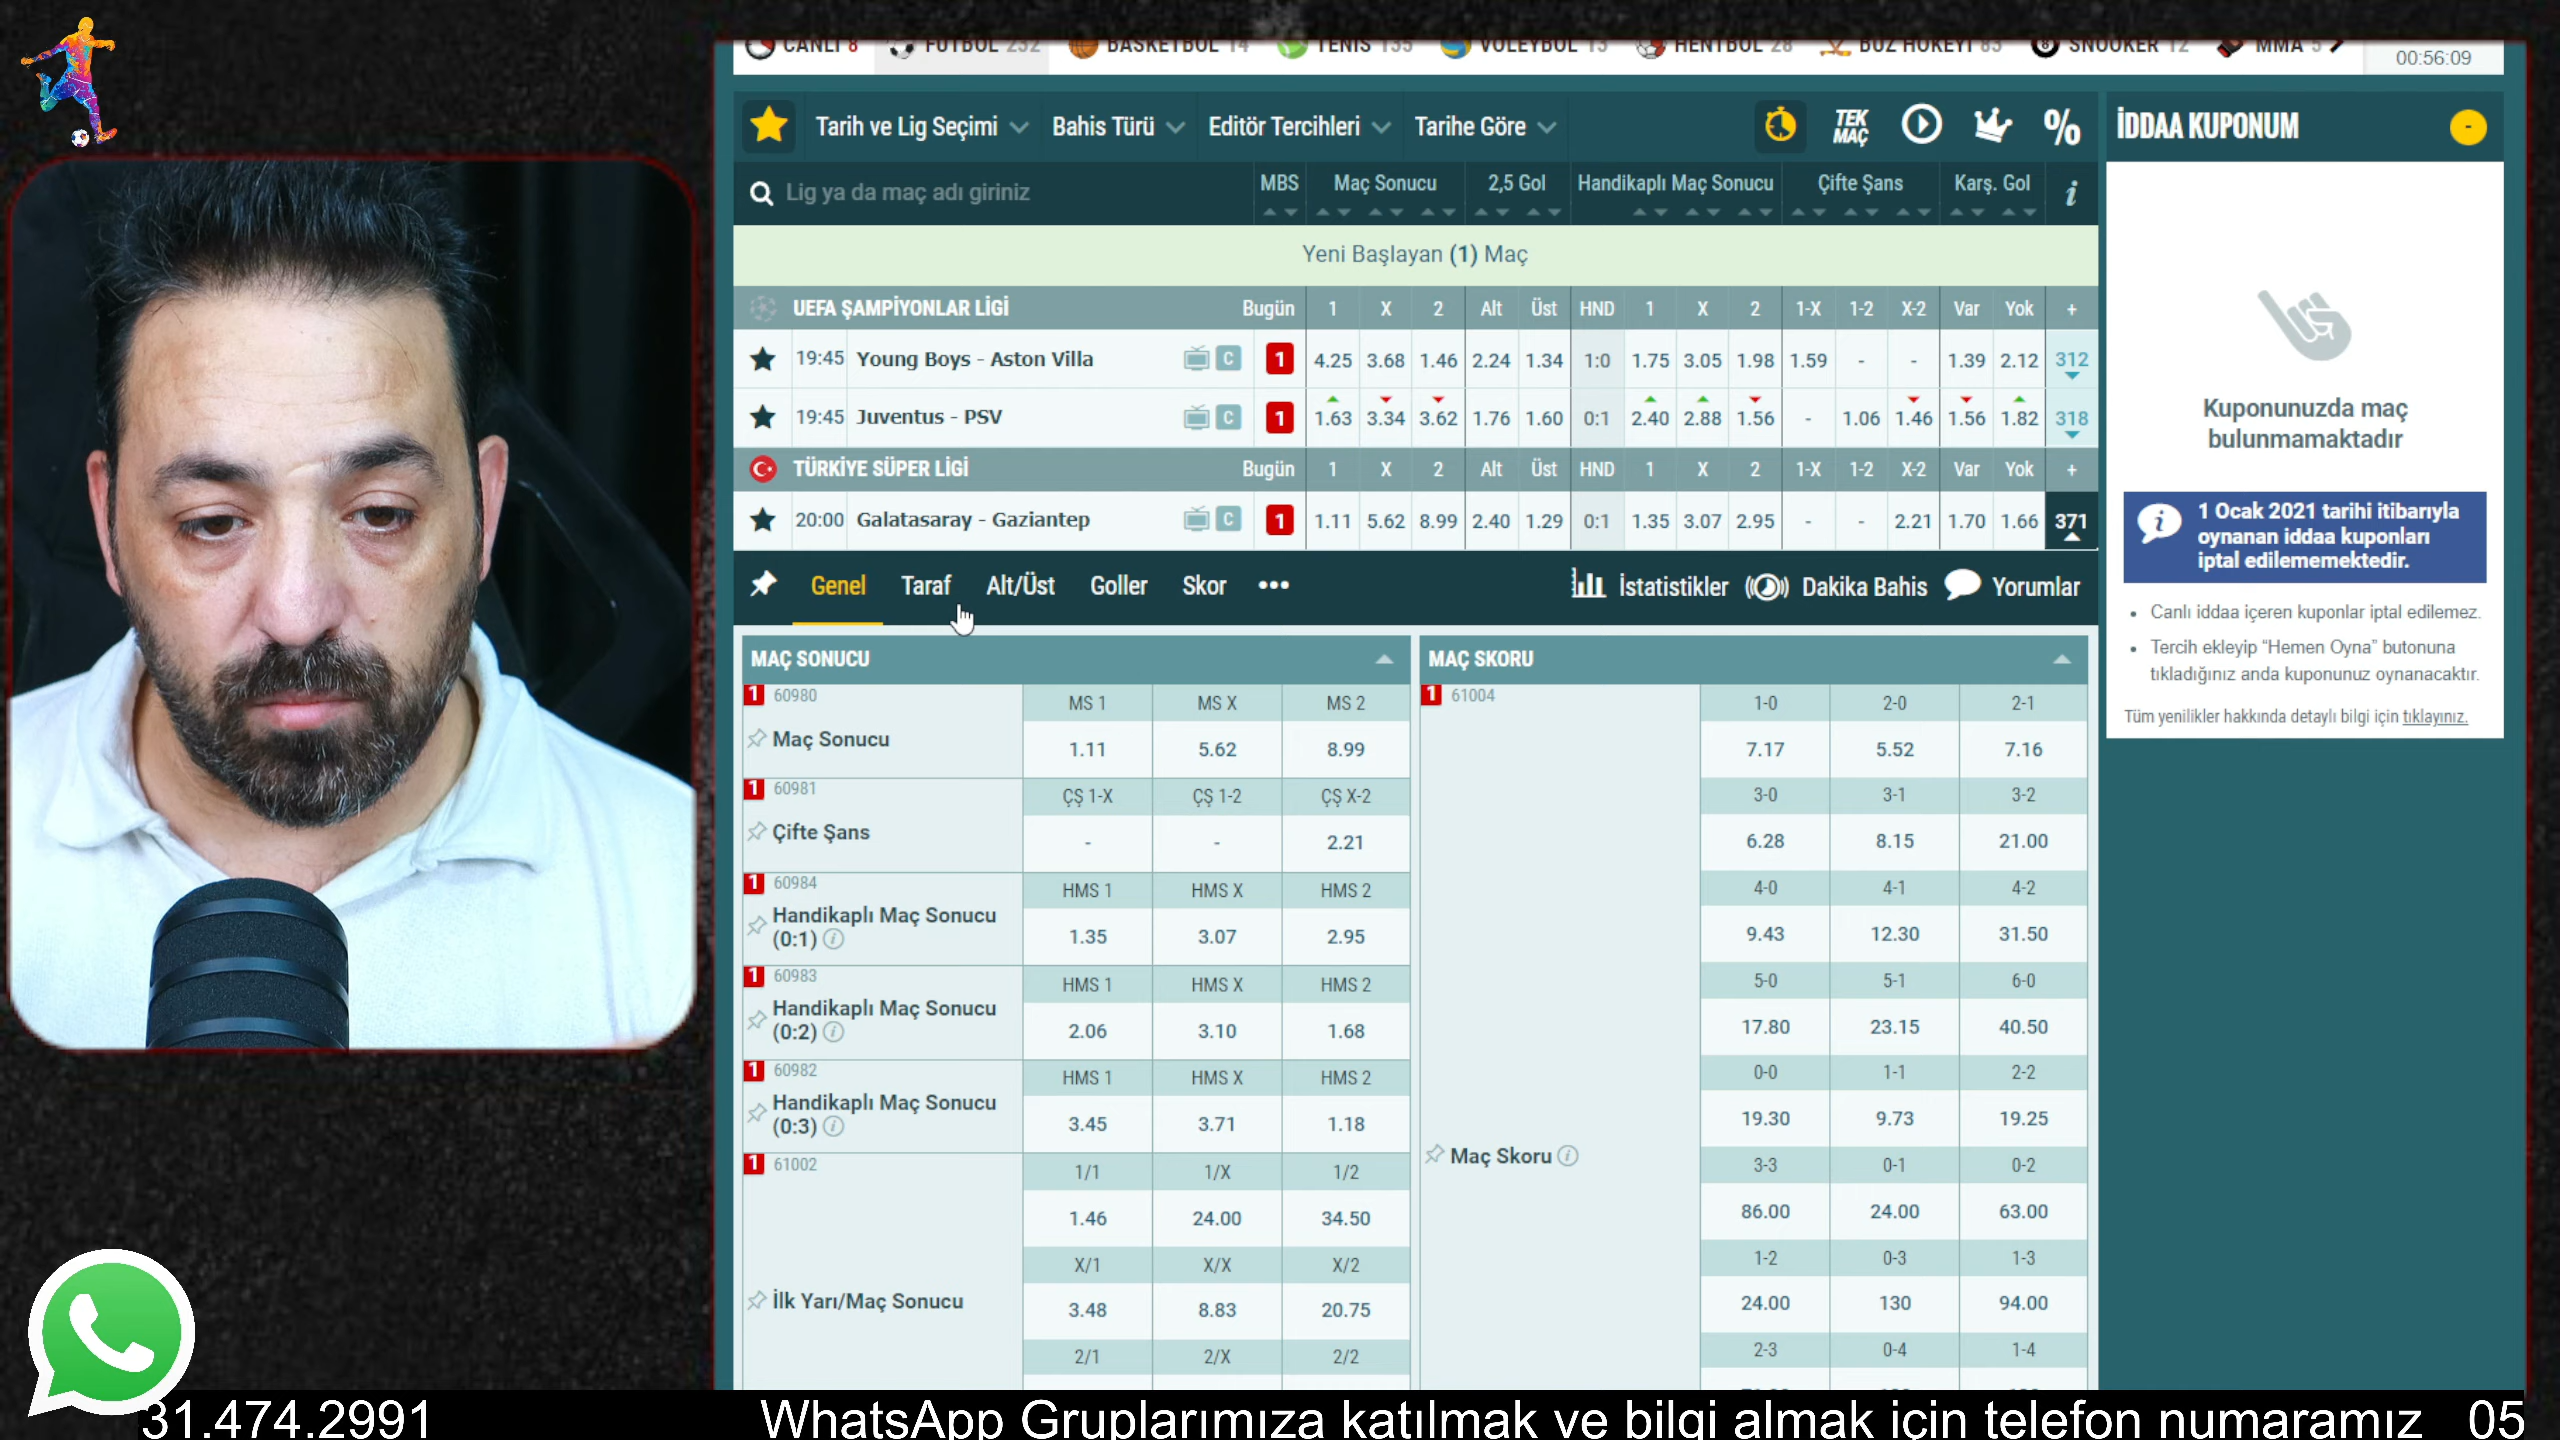 CANLI 8 FUTBOL 232 BASKETBOL 14 TENİS 135 VOLEYBOL 13 HENTBOL 28 BUZ HOKEYİ 83 SNOOKER 12 MMA 5
00:56:09
Tarih ve Lig Seçimi Bahis Türü Editör Tercihleri Tarihe Göre TEK MAÇ %
Lig ya da maç adı giriniz MBS Maç Sonucu 2,5 Gol Handikaplı Maç Sonucu Çifte Şans Karş. Gol i
Yeni Başlayan (1) Maç
UEFA ŞAMPİYONLAR LİGİ Bugün 1 X 2 Alt Üst HND 1 X 2 1-X 1-2 X-2 Var Yok +
19:45 Young Boys - Aston Villa C 1 4.25 3.68 1.46 2.24 1.34 1:0 1.75 3.05 1.98 1.59 - - 1.39 2.12 312
19:45 Juventus - PSV C 1 1.63 3.34 3.62 1.76 1.60 0:1 2.40 2.88 1.56 - 1.06 1.46 1.56 1.82 318
TÜRKİYE SÜPER LİGİ Bugün 1 X 2 Alt Üst HND 1 X 2 1-X 1-2 X-2 Var Yok +
20:00 Galatasaray - Gaziantep C 1 1.11 5.62 8.99 2.40 1.29 0:1 1.35 3.07 2.95 - - 2.21 1.70 1.66 371
Genel Taraf Alt/Üst Goller Skor ••• İstatistikler Dakika Bahis Yorumlar
MAÇ SONUCU
1 60980 MS 1 MS X MS 2
Maç Sonucu 1.11 5.62 8.99
1 60981 ÇŞ 1-X ÇŞ 1-2 ÇŞ X-2
Çifte Şans - - 2.21
1 60984 HMS 1 HMS X HMS 2
Handikaplı Maç Sonucu
(0:1) i 1.35 3.07 2.95
1 60983 HMS 1 HMS X HMS 2
Handikaplı Maç Sonucu
(0:2) i 2.06 3.10 1.68
1 60982 HMS 1 HMS X HMS 2
Handikaplı Maç Sonucu
(0:3) i 3.45 3.71 1.18
1 61002 1/1 1/X 1/2
1.46 24.00 34.50
X/1 X/X X/2
İlk Yarı/Maç Sonucu 3.48 8.83 20.75
2/1 2/X 2/2
MAÇ SKORU
1 61004 1-0 2-0 2-1
7.17 5.52 7.16
3-0 3-1 3-2
6.28 8.15 21.00
4-0 4-1 4-2
9.43 12.30 31.50
5-0 5-1 6-0
17.80 23.15 40.50
0-0 1-1 2-2
19.30 9.73 19.25
Maç Skoru i
3-3 0-1 0-2
86.00 24.00 63.00
1-2 0-3 1-3
24.00 130 94.00
2-3 0-4 1-4
İDDAA KUPONUM -
Kuponunuzda maç
bulunmamaktadır
i 1 Ocak 2021 tarihi itibarıyla
oynanan iddaa kuponları
iptal edilememektedir.
• Canlı iddaa içeren kuponlar iptal edilemez.
• Tercih ekleyip “Hemen Oyna” butonuna
tıkladığınız anda kuponunuz oynanacaktır.
Tüm yenilikler hakkında detaylı bilgi için tıklayınız.
31.474.2991 WhatsApp Gruplarımıza katılmak ve bilgi almak için telefon numaramız 05